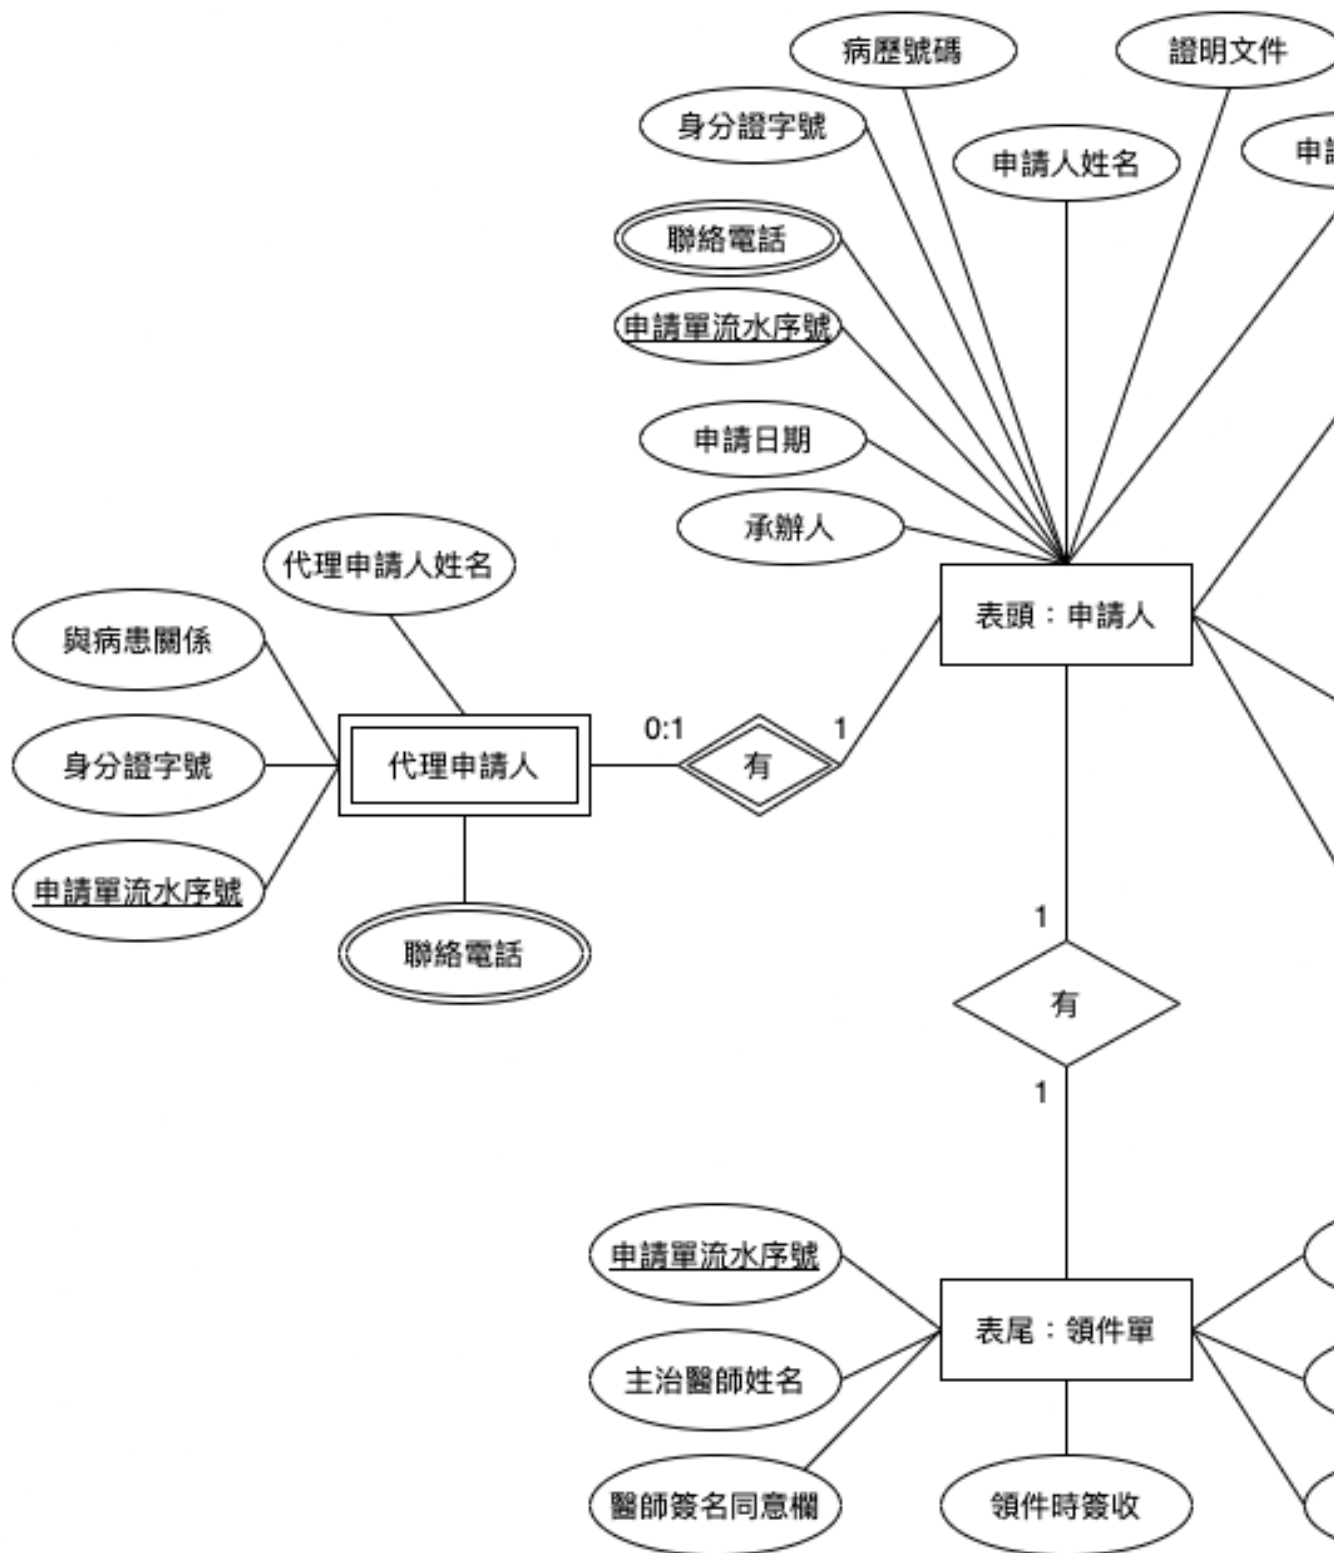 病歷號碼
證明文件
身分證字號
申請人姓名
申
聯絡電話
申請單流水序號
申請日期
承辦人
代理申請人姓名
表頭：申請人
與病患關係
0:1
1
身分證字號
代理申請人
有
申請單流水序號
1
聯絡電話
有
1
申請單流水序號
表尾：領件單
主治醫師姓名
醫師簽名同意欄
領件時簽收